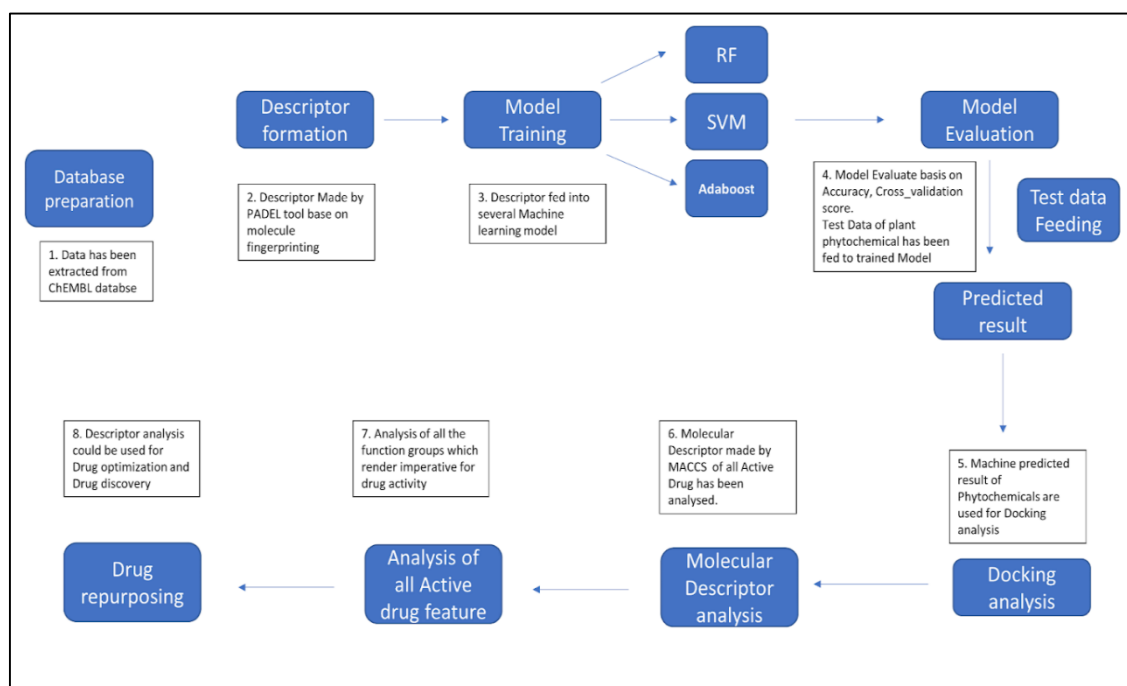 Database
preparation
1. Data has been
extracted from
ChEMBL databse
Descriptor
formation
2. Descriptor Made by
PADEL tool base on
molecule
fingerprinting
Model
Training
3. Descriptor fed into
several Machine
learning model
RF
SVM
Adaboost
Model
Evaluation
4. Model Evaluate basis on
Accuracy, Cross_validation
score.
Test Data of plant
phytochemical has been
fed to trained Model
Test data
Feeding
Predicted
result
5. Machine predicted
result of
Phytochemicals are
used for Docking
analysis
Docking
analysis
6. Molecular
Descriptor made by
MACCS of all Active
Drug has been
analysed.
Molecular
Descriptor
analysis
7. Analysis of all the
function groups which
render imperative for
drug activity
Analysis of
all Active
drug feature
8. Descriptor analysis
could be used for
Drug optimization and
Drug discovery
Drug
repurposing